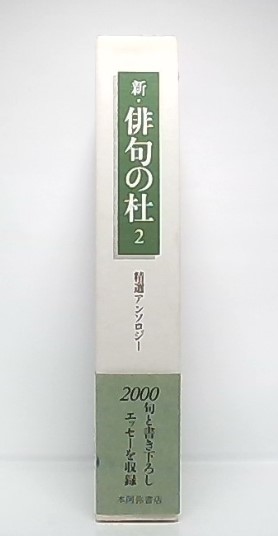 新・俳句の杜 2
精選アンソロジー
2000句と書き下ろし
エッセーを収録
本阿弥書店